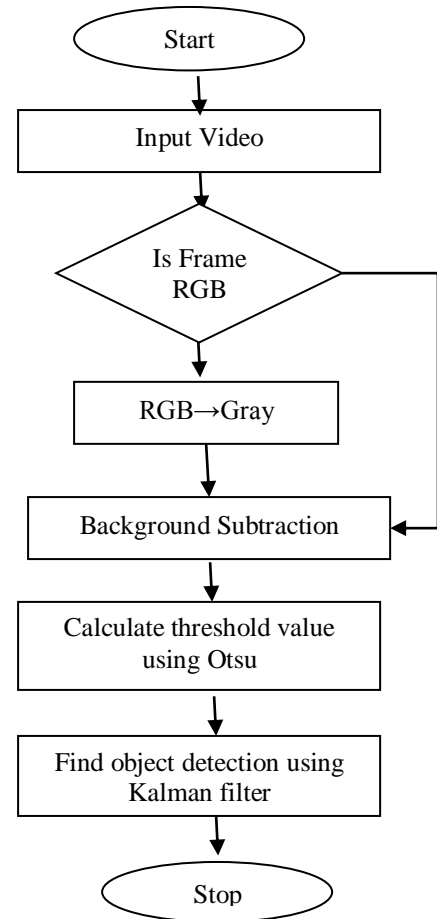 Start
Input Video
Is Frame
RGB
RGB→Gray
Background Subtraction
Calculate threshold value
using Otsu
Find object detection using
Kalman filter
Stop